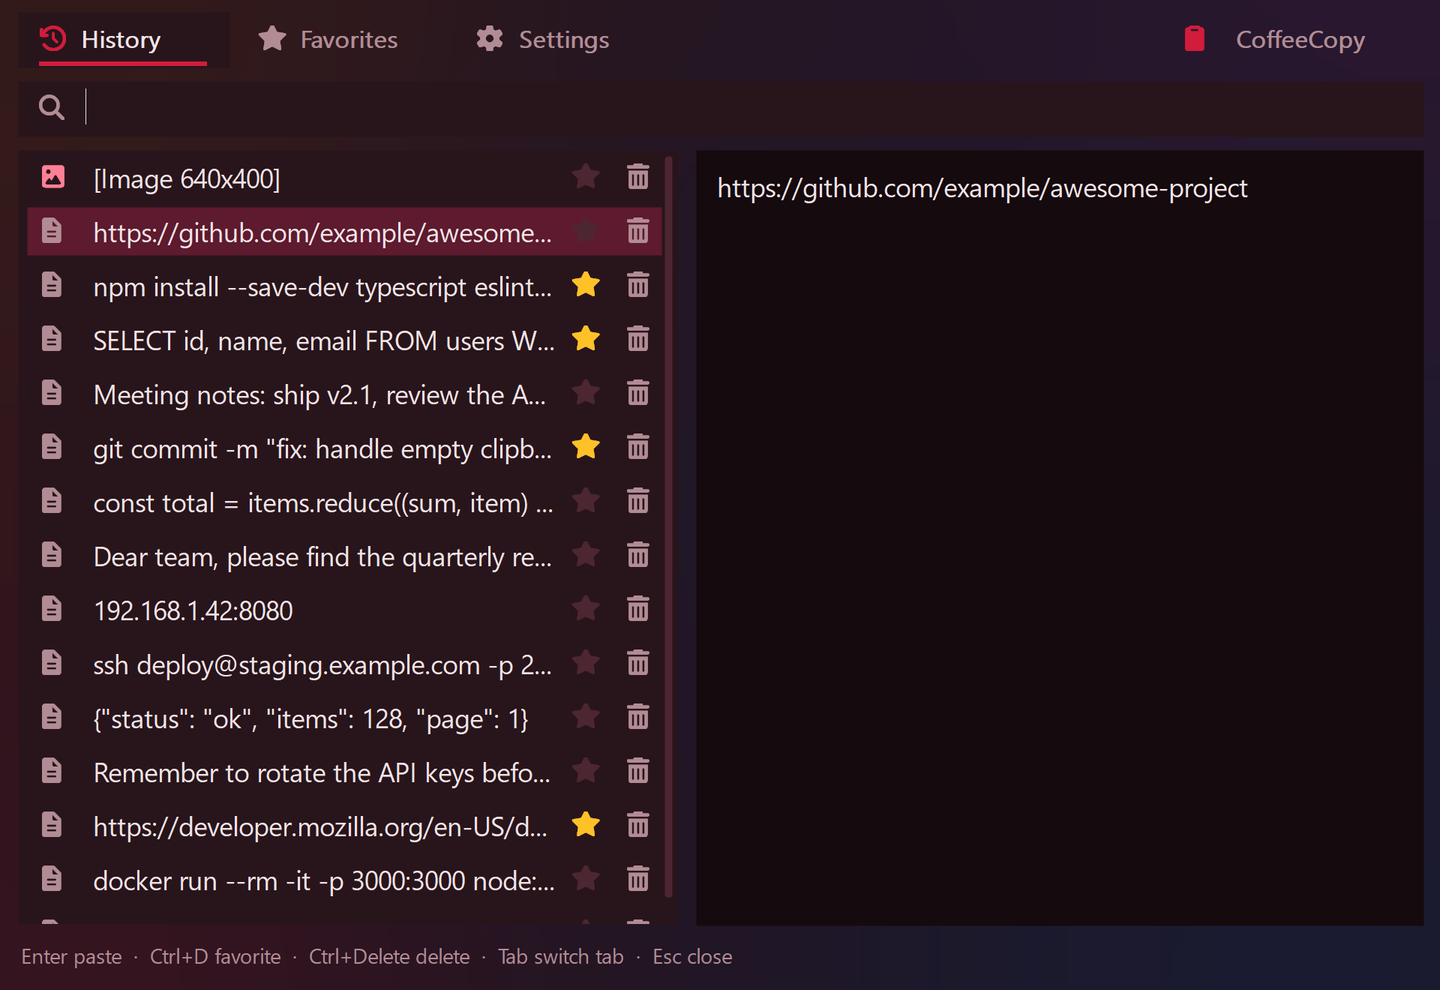 History Favorites Settings CoffeeCopy
[Image 640x400]
https://github.com/example/awesome...
npm install --save-dev typescript eslint...
SELECT id, name, email FROM users W...
Meeting notes: ship v2.1, review the A...
git commit -m "fix: handle empty clipb...
const total = items.reduce((sum, item) ...
Dear team, please find the quarterly re...
192.168.1.42:8080
ssh deploy@staging.example.com -p 2...
{"status": "ok", "items": 128, "page": 1}
Remember to rotate the API keys befo...
https://developer.mozilla.org/en-US/d...
docker run --rm -it -p 3000:3000 node:...
https://github.com/example/awesome-project
Enter paste · Ctrl+D favorite · Ctrl+Delete delete · Tab switch tab · Esc close